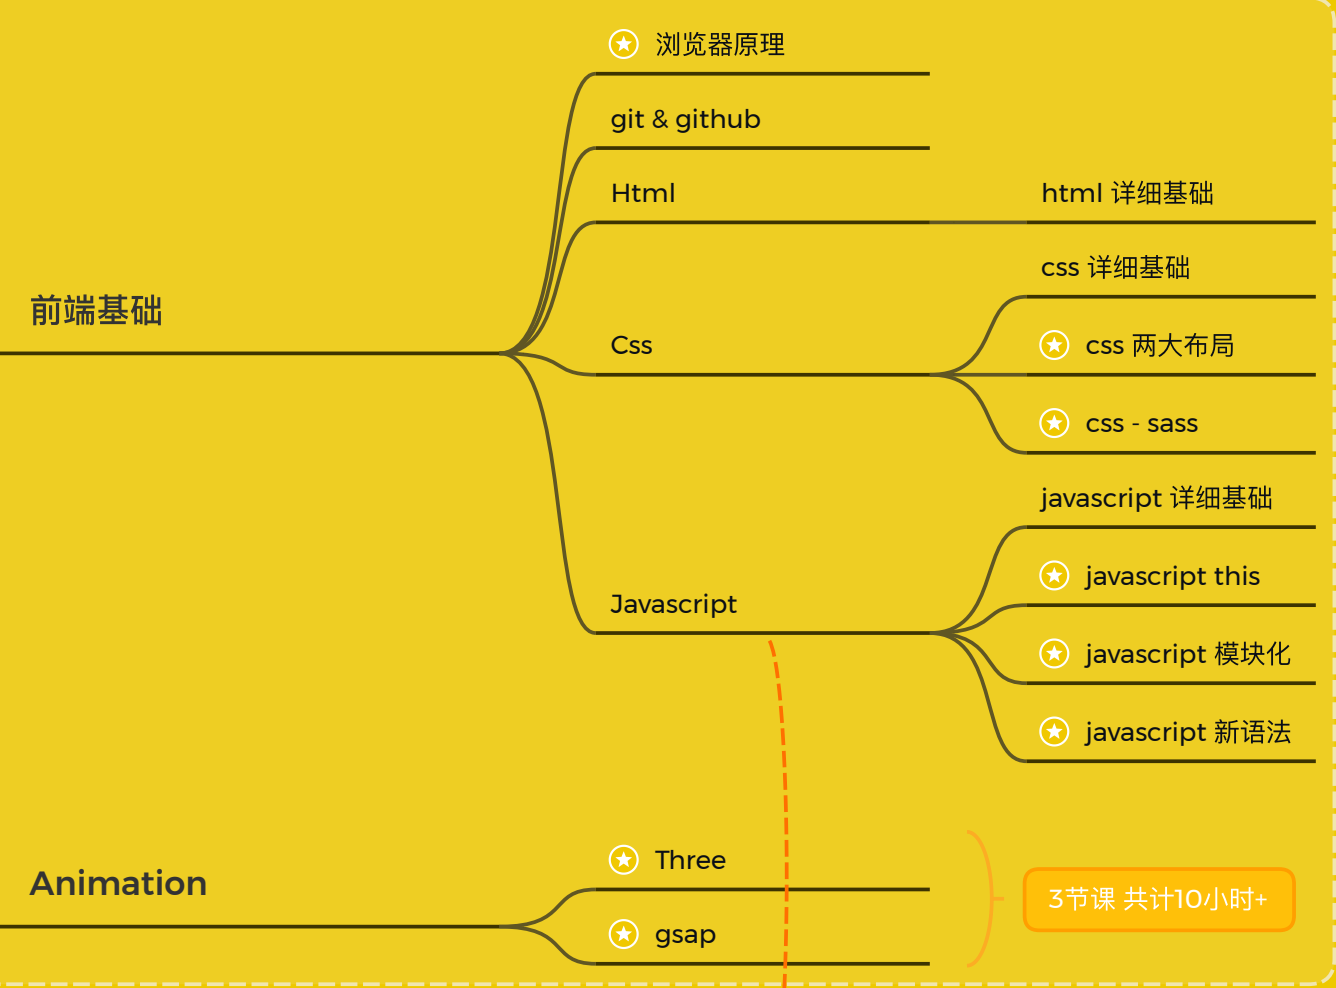 浏览器原理
git & github
Html
html 详细基础
css 详细基础
前端基础
Css
css 两大布局
css - sass
javascript 详细基础
javascript this
Javascript
javascript 模块化
javascript 新语法
Three
Animation
3节课 共计10小时+
gsap